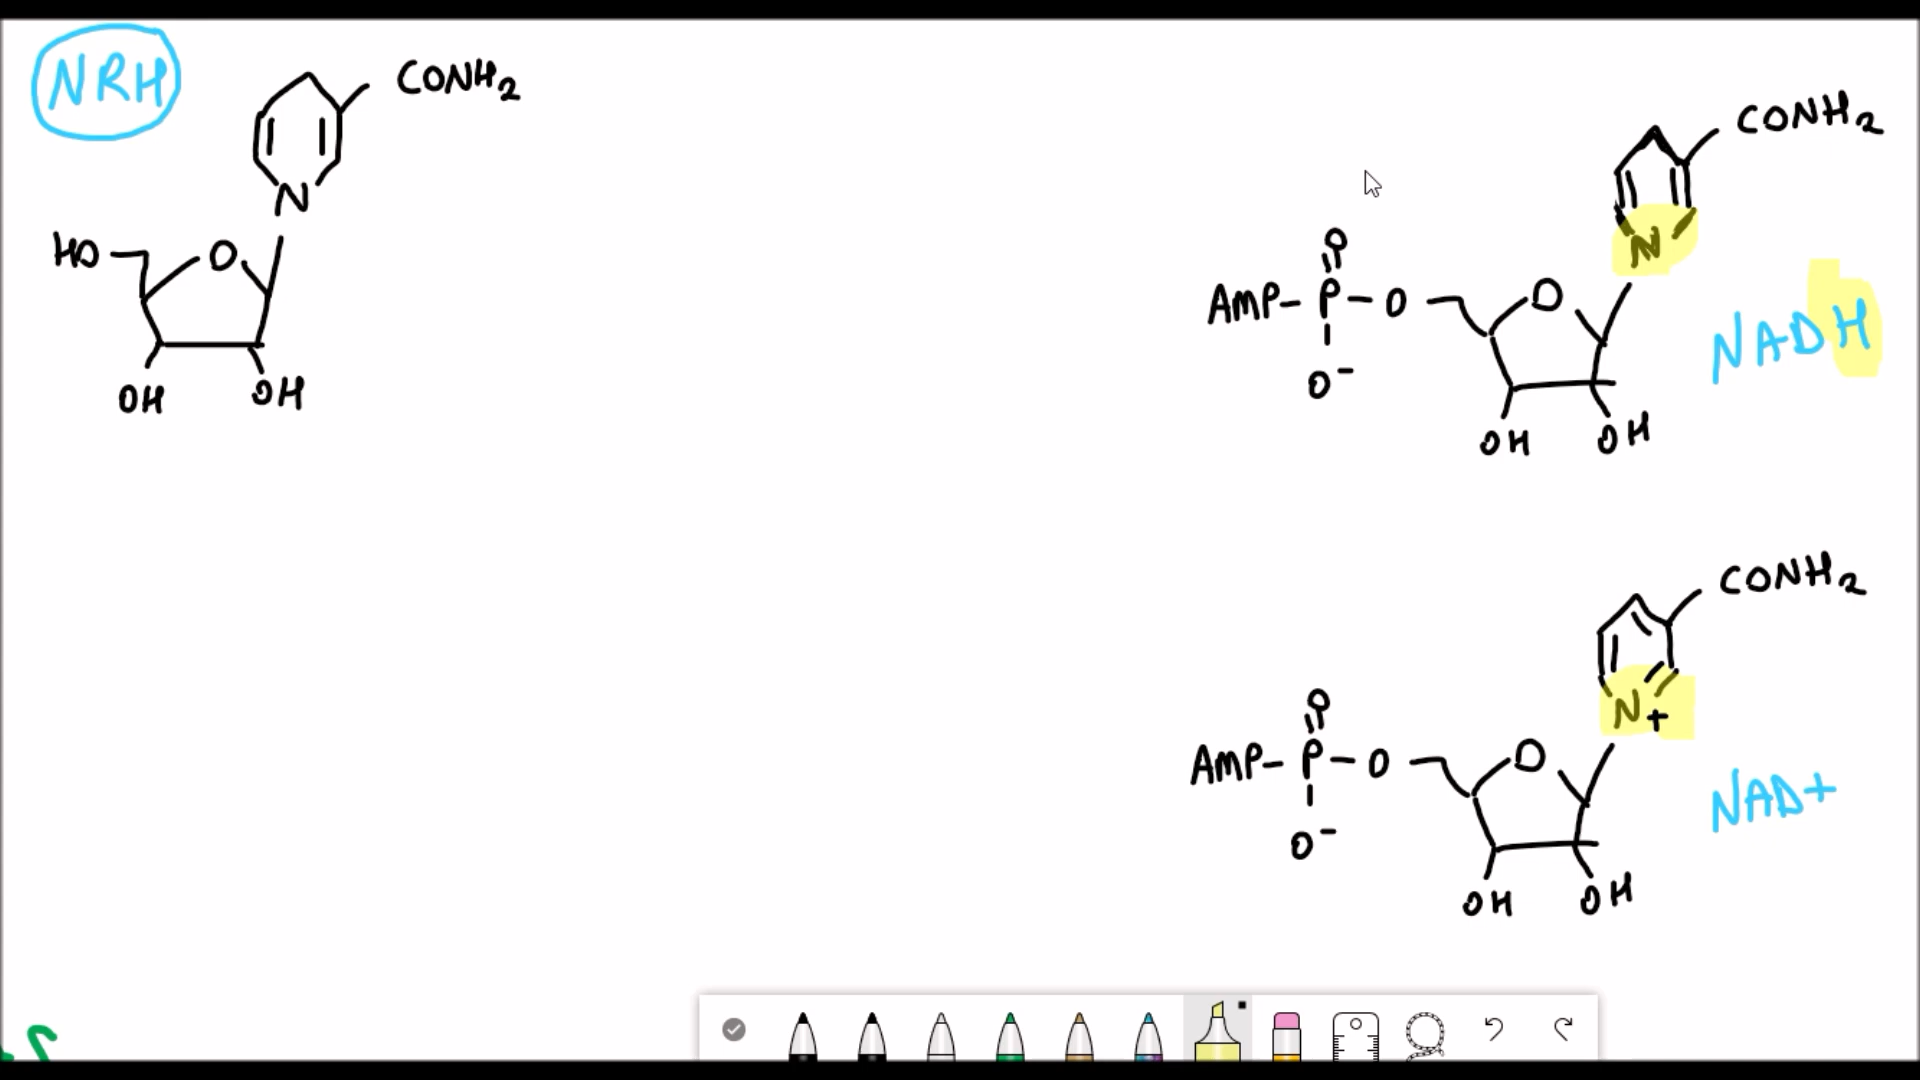 NRH
CONH2
N
HO
O
OH
OH
CONH2
N
O
AMP-P-O
O
O-
OH
OH
NADH
CONH2
N+
O
AMP-P-O
O
O-
OH
OH
NAD+